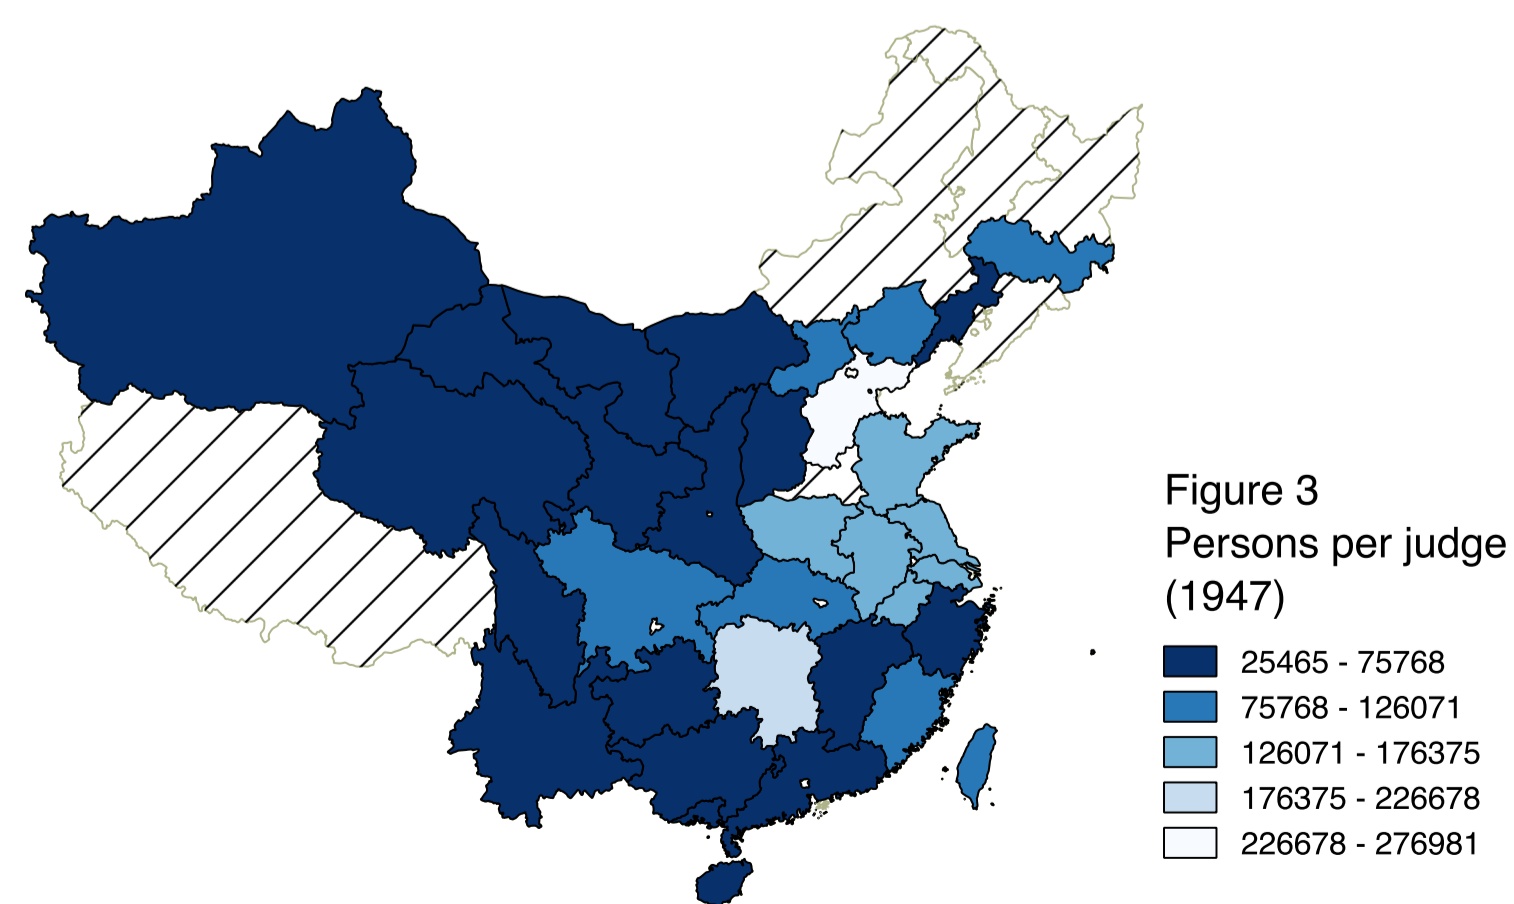 Figure 3
Persons per judge
(1947)
25465 - 75768
75768 - 126071
126071 - 176375
176375 - 226678
226678 - 276981